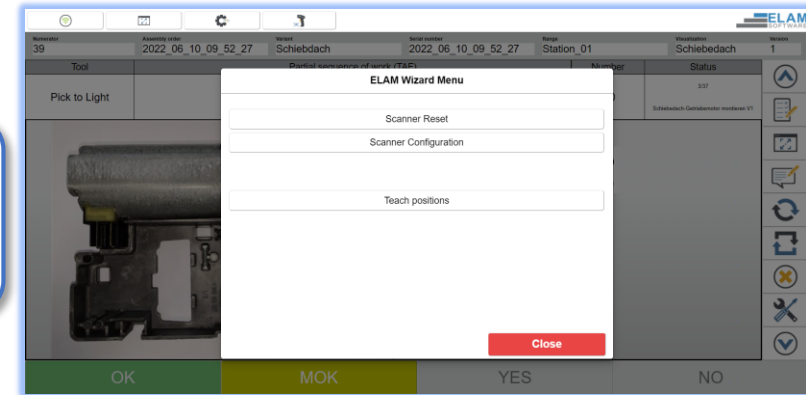 ELAM
SOFTWARE
Numerator Assembly order Variant Serial number Range Visualization Version
39 2022_06_10_09_52_27 Schiebdach 2022_06_10_09_52_27 Station_01 Schiebedach 1
Tool Partial sequence of work (TAF) Number Status
ELAM Wizard Menu
3/37
Pick to Light
Schiebedach-Getriebemotor montieren V1
Scanner Reset
Scanner Configuration
Teach positions
Close
OK MOK YES NO